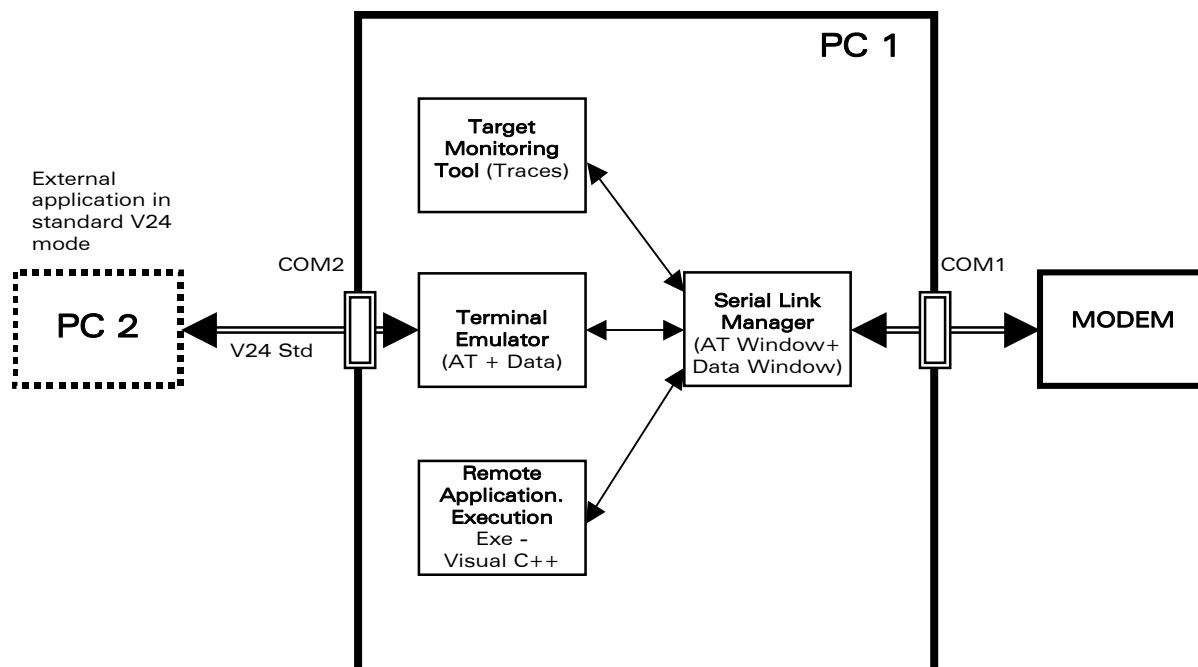 PC 1
Target
Monitoring
Tool (Traces)
External
application in
standard V24
mode
COM2
COM1
PC 2
V24 Std
Terminal
Emulator
(AT + Data)
Serial Link
Manager
(AT Window+
Data Window)
MODEM
Remote
Application.
Execution
Exe -
Visual C++